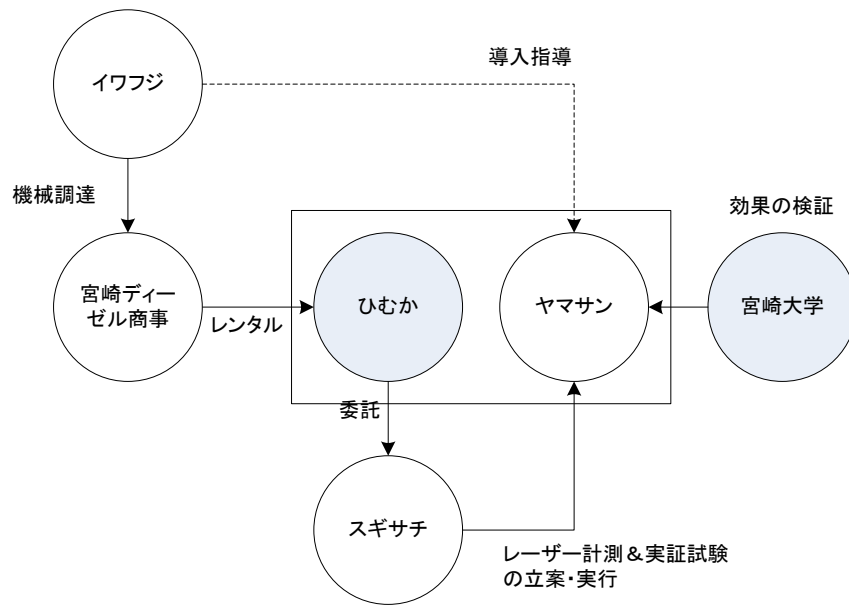 イワフジ
導入指導
機械調達
効果の検証
宮崎ディー
ゼル商事
レンタル
ひむか
ヤマサン
宮崎大学
委託
スギサチ
レーザー計測＆実証試験
の立案・実行